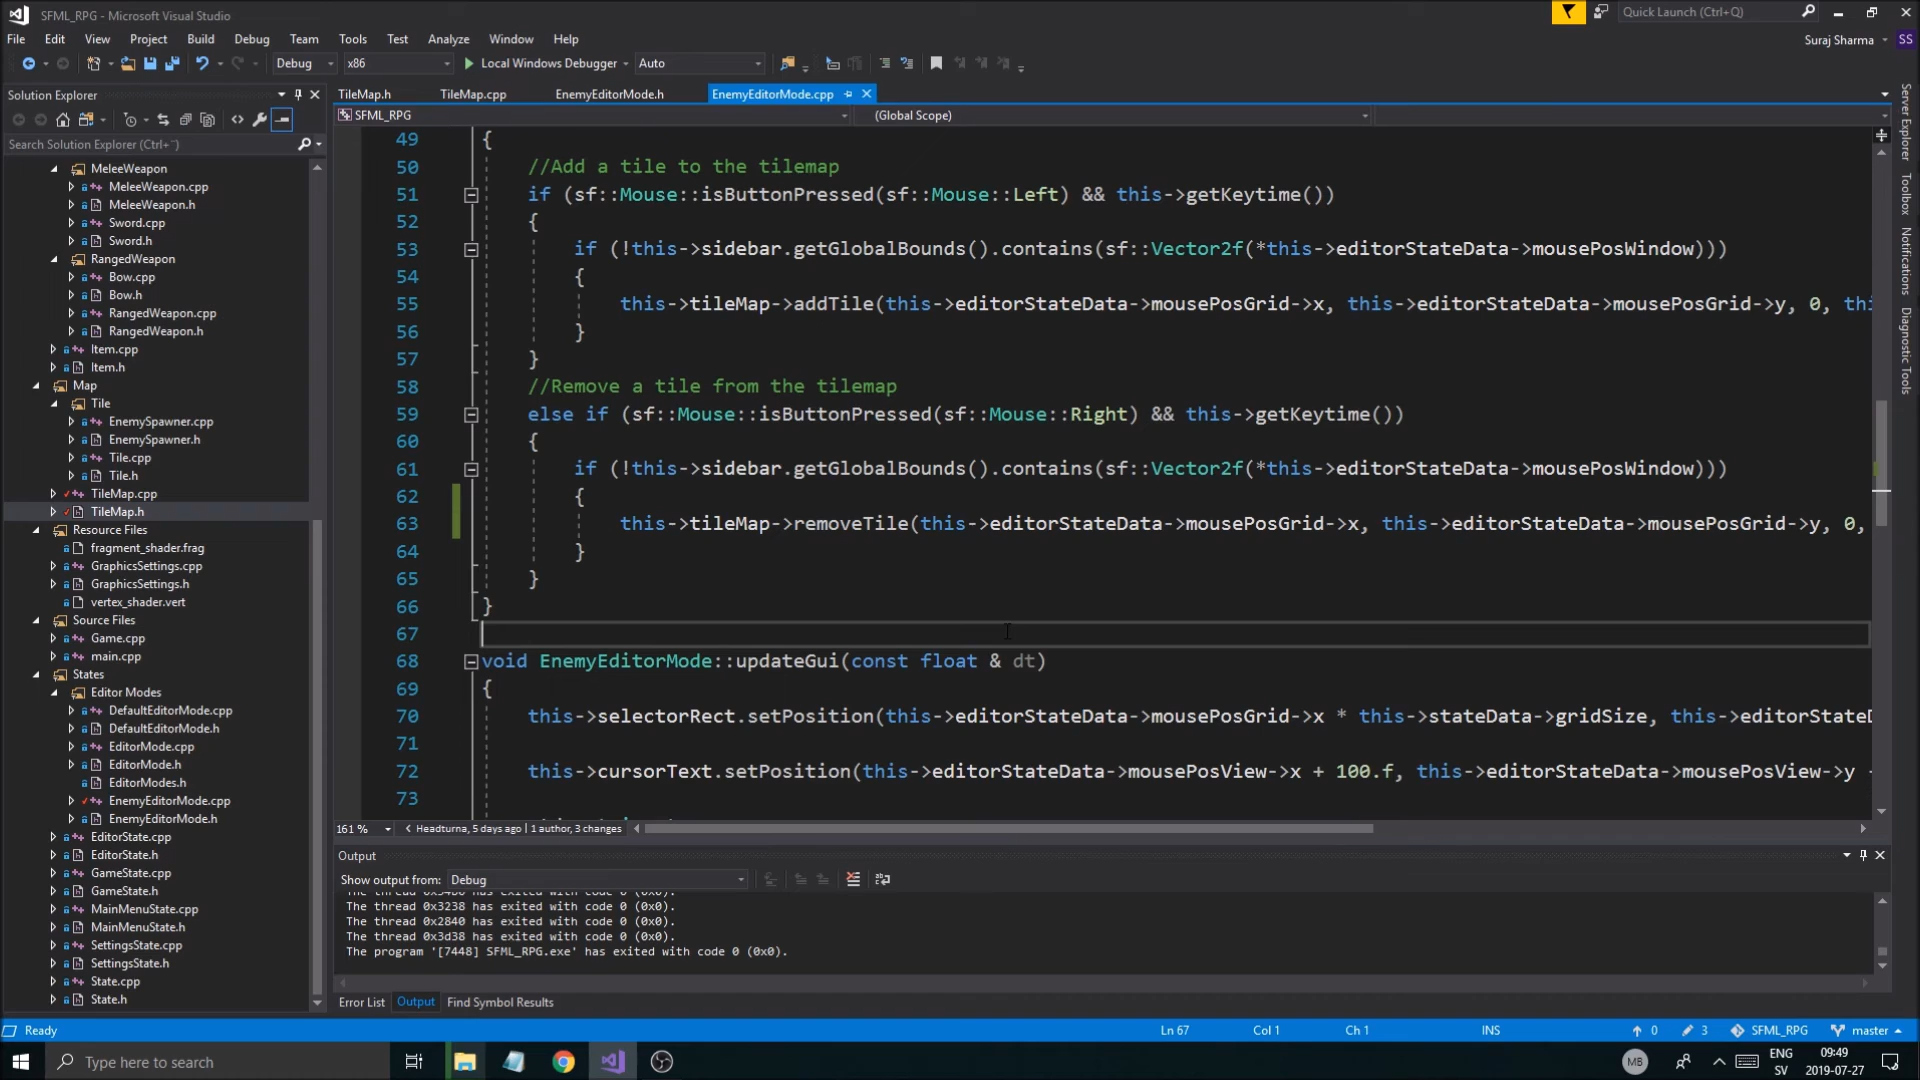 SFML_RPG - Microsoft Visual Studio
Quick Launch (Ctrl+Q)
File Edit View Project Build Debug Team Tools Test Analyze Window Help
Suraj Sharma SS
Debug x86 Local Windows Debugger Auto
Solution Explorer
TileMap.h TileMap.cpp EnemyEditorMode.h EnemyEditorMode.cpp
SFML_RPG (Global Scope)
Search Solution Explorer (Ctrl+¨)
MeleeWeapon
MeleeWeapon.cpp
MeleeWeapon.h
Sword.cpp
Sword.h
RangedWeapon
Bow.cpp
Bow.h
RangedWeapon.cpp
RangedWeapon.h
Item.cpp
Item.h
Map
Tile
EnemySpawner.cpp
EnemySpawner.h
Tile.cpp
Tile.h
TileMap.cpp
TileMap.h
Resource Files
fragment_shader.frag
GraphicsSettings.cpp
GraphicsSettings.h
vertex_shader.vert
Source Files
Game.cpp
main.cpp
States
Editor Modes
DefaultEditorMode.cpp
DefaultEditorMode.h
EditorMode.cpp
EditorMode.h
EditorModes.h
EnemyEditorMode.cpp
EnemyEditorMode.h
EditorState.cpp
EditorState.h
GameState.cpp
GameState.h
MainMenuState.cpp
MainMenuState.h
SettingsState.cpp
SettingsState.h
State.cpp
State.h
49 {
50 //Add a tile to the tilemap
51 if (sf::Mouse::isButtonPressed(sf::Mouse::Left) && this->getKeytime())
52 {
53 if (!this->sidebar.getGlobalBounds().contains(sf::Vector2f(*this->editorStateData->mousePosWindow)))
54 {
55 this->tileMap->addTile(this->editorStateData->mousePosGrid->x, this->editorStateData->mousePosGrid->y, 0, thi
56 }
57 }
58 //Remove a tile from the tilemap
59 else if (sf::Mouse::isButtonPressed(sf::Mouse::Right) && this->getKeytime())
60 {
61 if (!this->sidebar.getGlobalBounds().contains(sf::Vector2f(*this->editorStateData->mousePosWindow)))
62 {
63 this->tileMap->removeTile(this->editorStateData->mousePosGrid->x, this->editorStateData->mousePosGrid->y, 0,
64 }
65 }
66 }
67
68 void EnemyEditorMode::updateGui(const float & dt)
69 {
70 this->selectorRect.setPosition(this->editorStateData->mousePosGrid->x * this->stateData->gridSize, this->editorStateD
71
72 this->cursorText.setPosition(this->editorStateData->mousePosView->x + 100.f, this->editorStateData->mousePosView->y -
73
161 % Headturna, 5 days ago | 1 author, 3 changes
Server Explorer
Toolbox
Notifications
Diagnostic Tools
Output
Show output from: Debug
The thread 0x3238 has exited with code 0 (0x0).
The thread 0x2840 has exited with code 0 (0x0).
The thread 0x3d38 has exited with code 0 (0x0).
The program '[7448] SFML_RPG.exe' has exited with code 0 (0x0).
Error List Output Find Symbol Results
Ready Ln 67 Col 1 Ch 1 INS 0 3 SFML_RPG master
Type here to search
MB
ENG
SV
09:49
2019-07-27